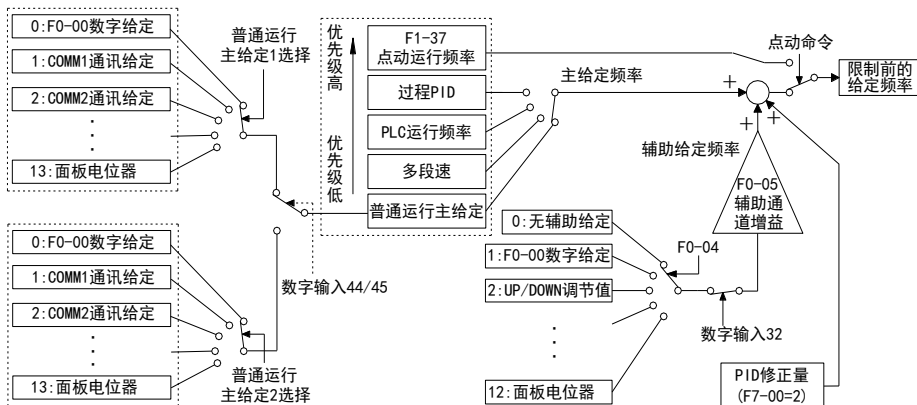 0:F0-00数字给定
1:COMM1通讯给定
2:COMM2通讯给定
13:面板电位器
普通运行
主给定1选择
0:F0-00数字给定
1:COMM1通讯给定
2:COMM2通讯给定
13:面板电位器
普通运行
主给定2选择
数字输入44/45
优先级高
优先级低
F1-37
点动运行频率
过程PID
PLC运行频率
多段速
普通运行主给定
主给定频率
+
+
+
点动命令
限制前的
给定频率
辅助给定频率
F0-05
辅助通
道增益
0:无辅助给定
1:F0-00数字给定
2:UP/DOWN调节值
12:面板电位器
F0-04
数字输入32
PID修正量
(F7-00=2)